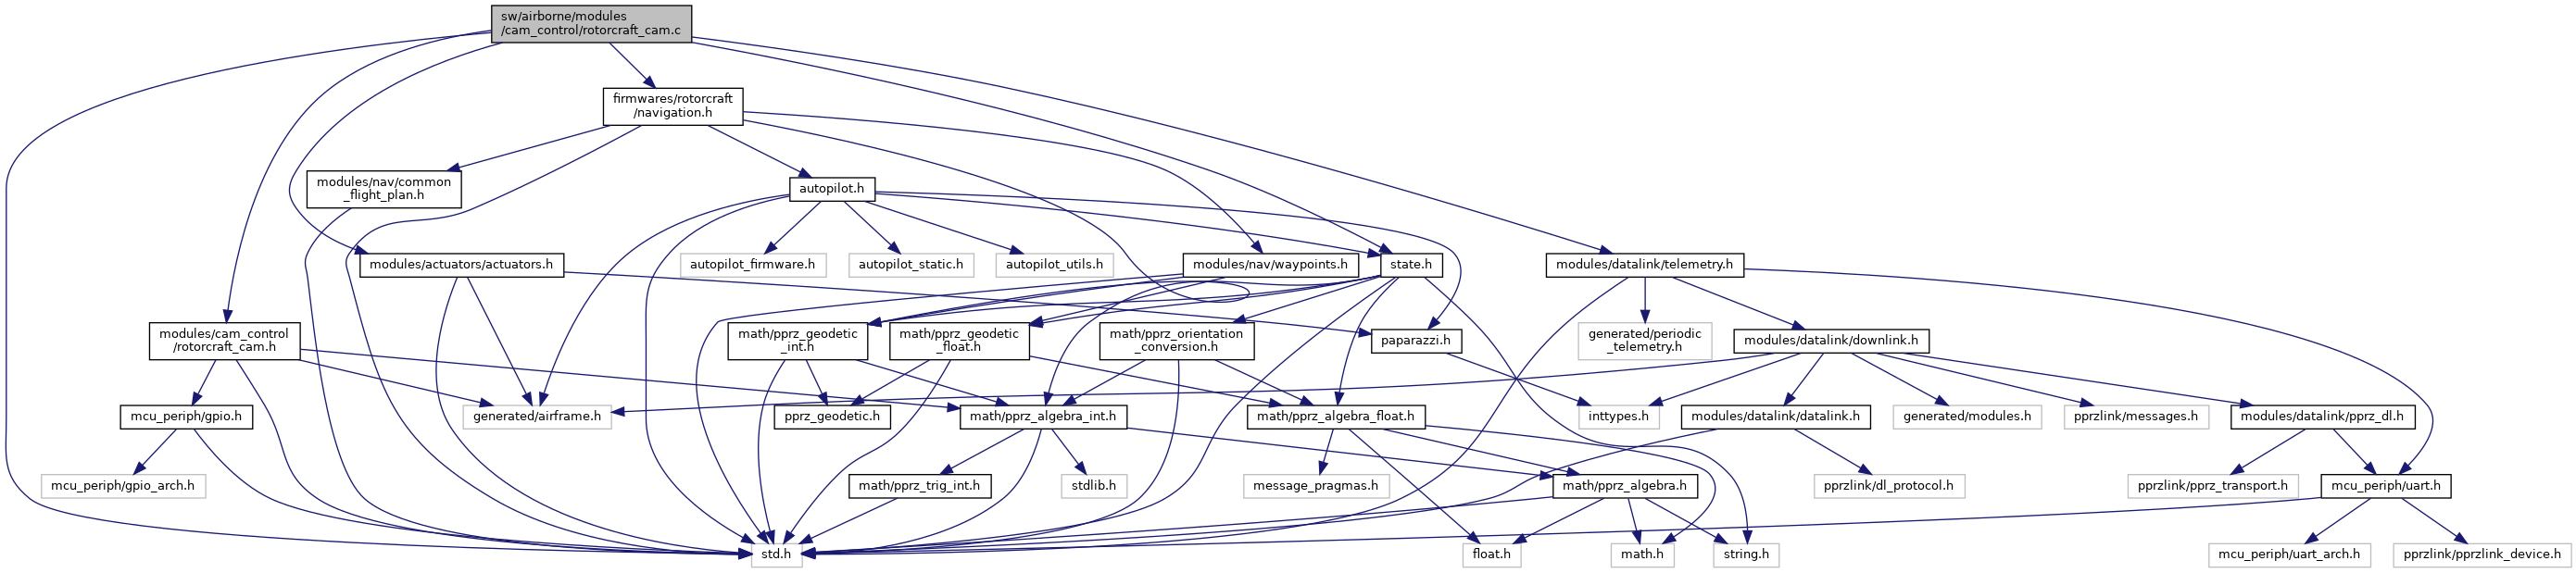 sw/airborne/modules
/cam_control/rotorcraft_cam.c
firmwares/rotorcraft
/navigation.h
modules/nav/common
_flight_plan.h
autopilot.h
modules/actuators/actuators.h
autopilot_firmware.h
autopilot_static.h
autopilot_utils.h
modules/nav/waypoints.h
state.h
modules/datalink/telemetry.h
modules/cam_control
/rotorcraft_cam.h
math/pprz_geodetic
_int.h
math/pprz_geodetic
_float.h
math/pprz_orientation
_conversion.h
paparazzi.h
generated/periodic
_telemetry.h
modules/datalink/downlink.h
mcu_periph/gpio.h
generated/airframe.h
pprz_geodetic.h
math/pprz_algebra_int.h
math/pprz_algebra_float.h
inttypes.h
modules/datalink/datalink.h
generated/modules.h
pprzlink/messages.h
modules/datalink/pprz_dl.h
mcu_periph/gpio_arch.h
math/pprz_trig_int.h
stdlib.h
message_pragmas.h
math/pprz_algebra.h
pprzlink/dl_protocol.h
pprzlink/pprz_transport.h
mcu_periph/uart.h
std.h
float.h
math.h
string.h
mcu_periph/uart_arch.h
pprzlink/pprzlink_device.h